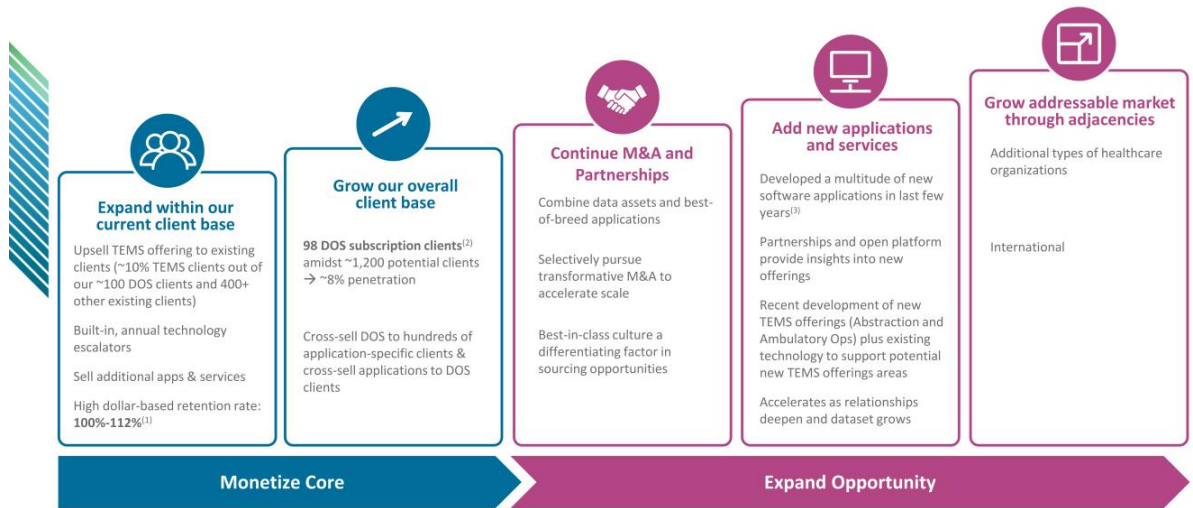 Expand within our
current client base
Upsell TEMS offering to existing
clients (~10% TEMS clients out of
our ~100 DOS clients and 400+
other existing clients)
Built-in, annual technology
escalators
Sell additional apps & services
High dollar-based retention rate:
100%-112%(1)
Grow our overall
client base
98 DOS subscription clients(2)
amidst ~1,200 potential clients
→ ~8% penetration
Cross-sell DOS to hundreds of
application-specific clients &
cross-sell applications to DOS
clients
Continue M&A and
Partnerships
Combine data assets and best-
of-breed applications
Selectively pursue
transformative M&A to
accelerate scale
Best-in-class culture a
differentiating factor in
sourcing opportunities
Add new applications
and services
Developed a multitude of new
software applications in last few
years(3)
Partnerships and open platform
provide insights into new
offerings
Recent development of new
TEMS offerings (Abstraction and
Ambulatory Ops) plus existing
technology to support potential
new TEMS offerings areas
Accelerates as relationships
deepen and dataset grows
Grow addressable market
through adjacencies
Additional types of healthcare
organizations
International
Monetize Core
Expand Opportunity